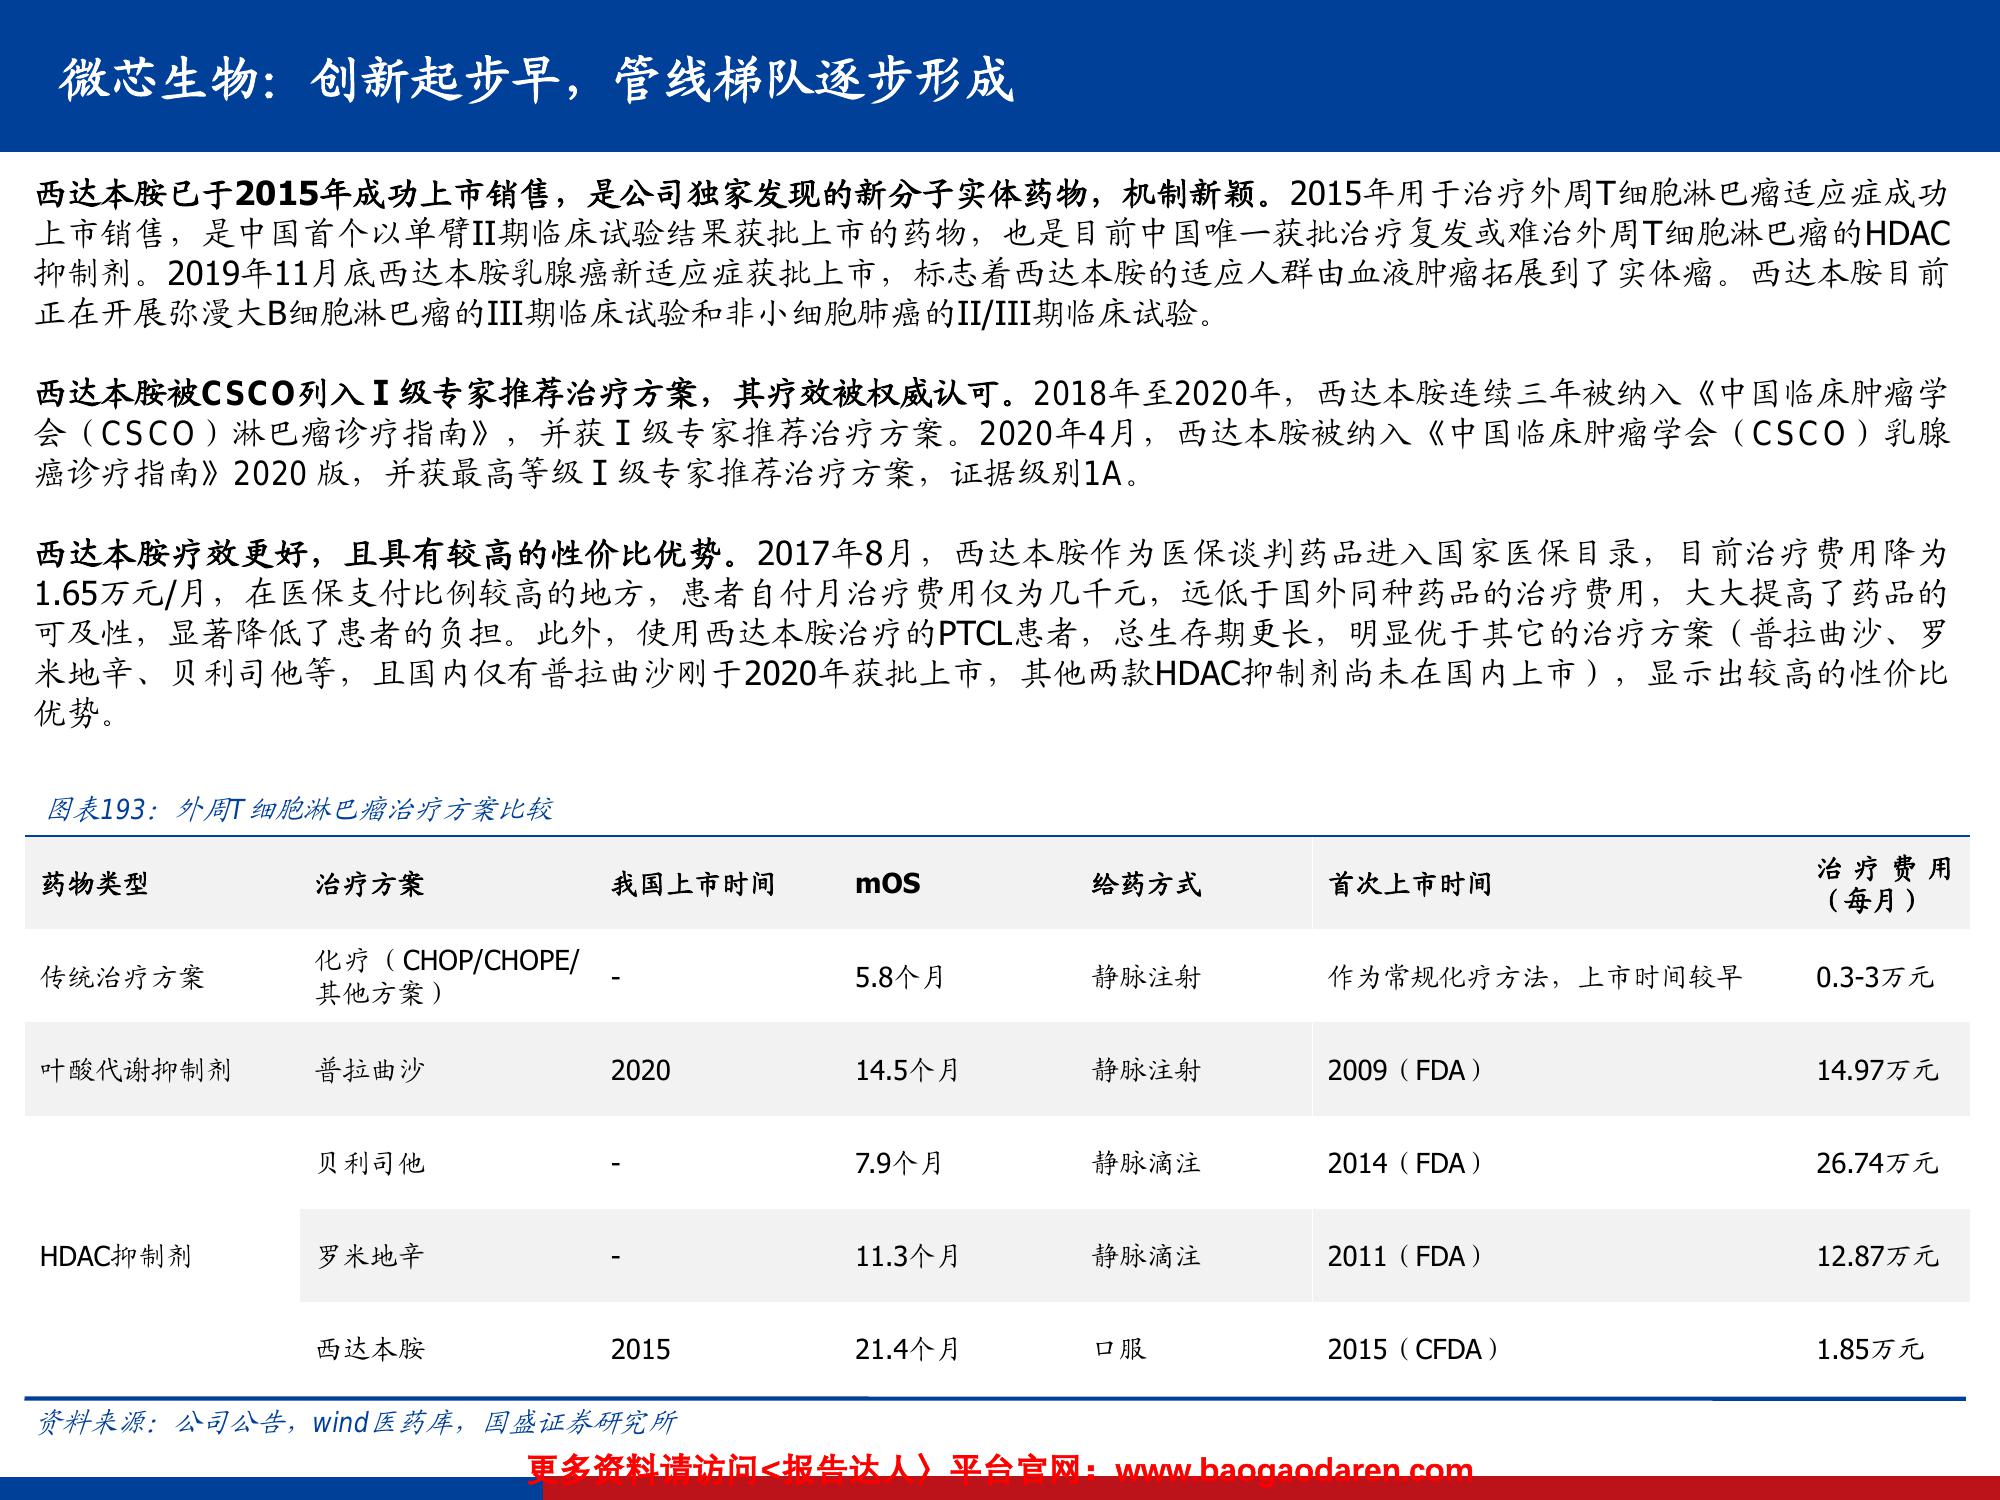 微芯生物：创新起步早，管线梯队逐步形成
西达本胺已于2015年成功上市销售，是公司独家发现的新分子实体药物，机制新颖。2015年用于治疗外周T细胞淋巴瘤适应症成功
上市销售，是中国首个以单臂II期临床试验结果获批上市的药物，也是目前中国唯一获批治疗复发或难治外周T细胞淋巴瘤的HDAC
抑制剂。2019年11月底西达本胺乳腺癌新适应症获批上市，标志着西达本胺的适应人群由血液肿瘤拓展到了实体瘤。西达本胺目前
正在开展弥漫大B细胞淋巴瘤的III期临床试验和非小细胞肺癌的II/III期临床试验。
西达本胺被CSCO列入Ⅰ级专家推荐治疗方案，其疗效被权威认可。2018年至2020年，西达本胺连续三年被纳入《中国临床肿瘤学
会（CSCO）淋巴瘤诊疗指南》，并获Ⅰ级专家推荐治疗方案。2020年4月，西达本胺被纳入《中国临床肿瘤学会（CSCO）乳腺
癌诊疗指南》2020 版，并获最高等级Ⅰ级专家推荐治疗方案，证据级别1A。
西达本胺疗效更好，且具有较高的性价比优势。2017年8月，西达本胺作为医保谈判药品进入国家医保目录，目前治疗费用降为
1.65万元/月，在医保支付比例较高的地方，患者自付月治疗费用仅为几千元，远低于国外同种药品的治疗费用，大大提高了药品的
可及性，显著降低了患者的负担。此外，使用西达本胺治疗的PTCL患者，总生存期更长，明显优于其它的治疗方案（普拉曲沙、罗
米地辛、贝利司他等，且国内仅有普拉曲沙刚于2020年获批上市，其他两款HDAC抑制剂尚未在国内上市），显示出较高的性价比
优势。
图表193：外周T细胞淋巴瘤治疗方案比较
药物类型 治疗方案 我国上市时间 mOS 给药方式 首次上市时间 治疗费用（每月）
传统治疗方案 化疗（CHOP/CHOPE/其他方案） - 5.8个月 静脉注射 作为常规化疗方法，上市时间较早 0.3-3万元
叶酸代谢抑制剂 普拉曲沙 2020 14.5个月 静脉注射 2009（FDA） 14.97万元
贝利司他 - 7.9个月 静脉滴注 2014（FDA） 26.74万元
HDAC抑制剂 罗米地辛 - 11.3个月 静脉滴注 2011（FDA） 12.87万元
西达本胺 2015 21.4个月 口服 2015（CFDA） 1.85万元
资料来源：公司公告，wind医药库，国盛证券研究所
更多资料请访问<报告达人〉平台官网：www.baogaodaren.com